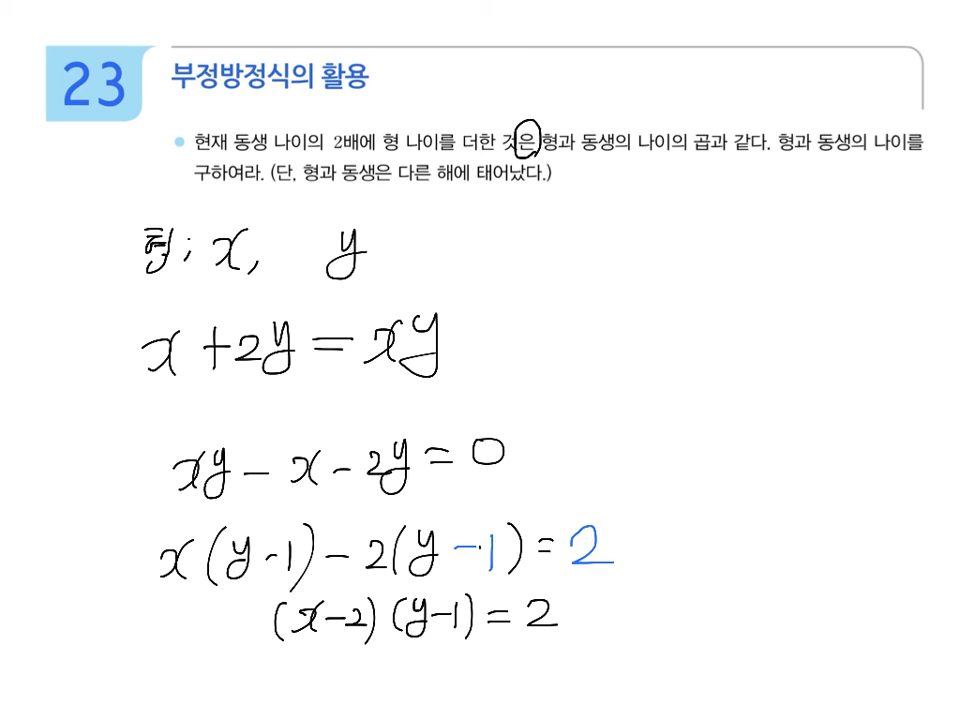 23 부정방정식의 활용
● 현재 동생 나이의 2배에 형 나이를 더한 것은 형과 동생의 나이의 곱과 같다. 형과 동생의 나이를
구하여라. (단, 형과 동생은 다른 해에 태어났다.)
형; x, y
x + 2y = xy
xy - x - 2y = 0
x(y-1) - 2(y-1) = 2
(x-2)(y-1) = 2